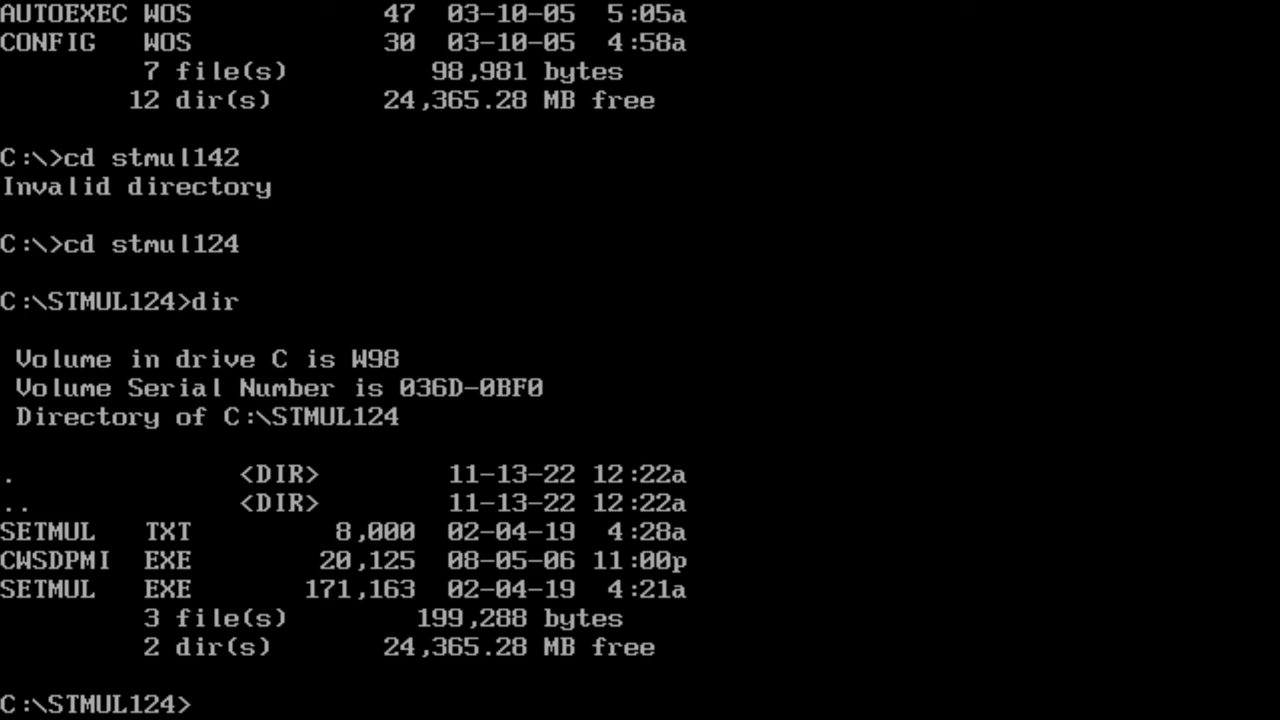 AUTOEXEC WOS 47 03-10-05 5:05a
CONFIG WOS 30 03-10-05 4:58a
7 file(s) 98,981 bytes
12 dir(s) 24,365.28 MB free
C:\>cd stmul142
Invalid directory
C:\>cd stmul124
C:\STMUL124>dir
Volume in drive C is W98
Volume Serial Number is 036D-0BF0
Directory of C:\STMUL124
. <DIR> 11-13-22 12:22a
.. <DIR> 11-13-22 12:22a
SETMUL TXT 8,000 02-04-19 4:28a
CWSDPMI EXE 20,125 08-05-06 11:00p
SETMUL EXE 171,163 02-04-19 4:21a
3 file(s) 199,288 bytes
2 dir(s) 24,365.28 MB free
C:\STMUL124>